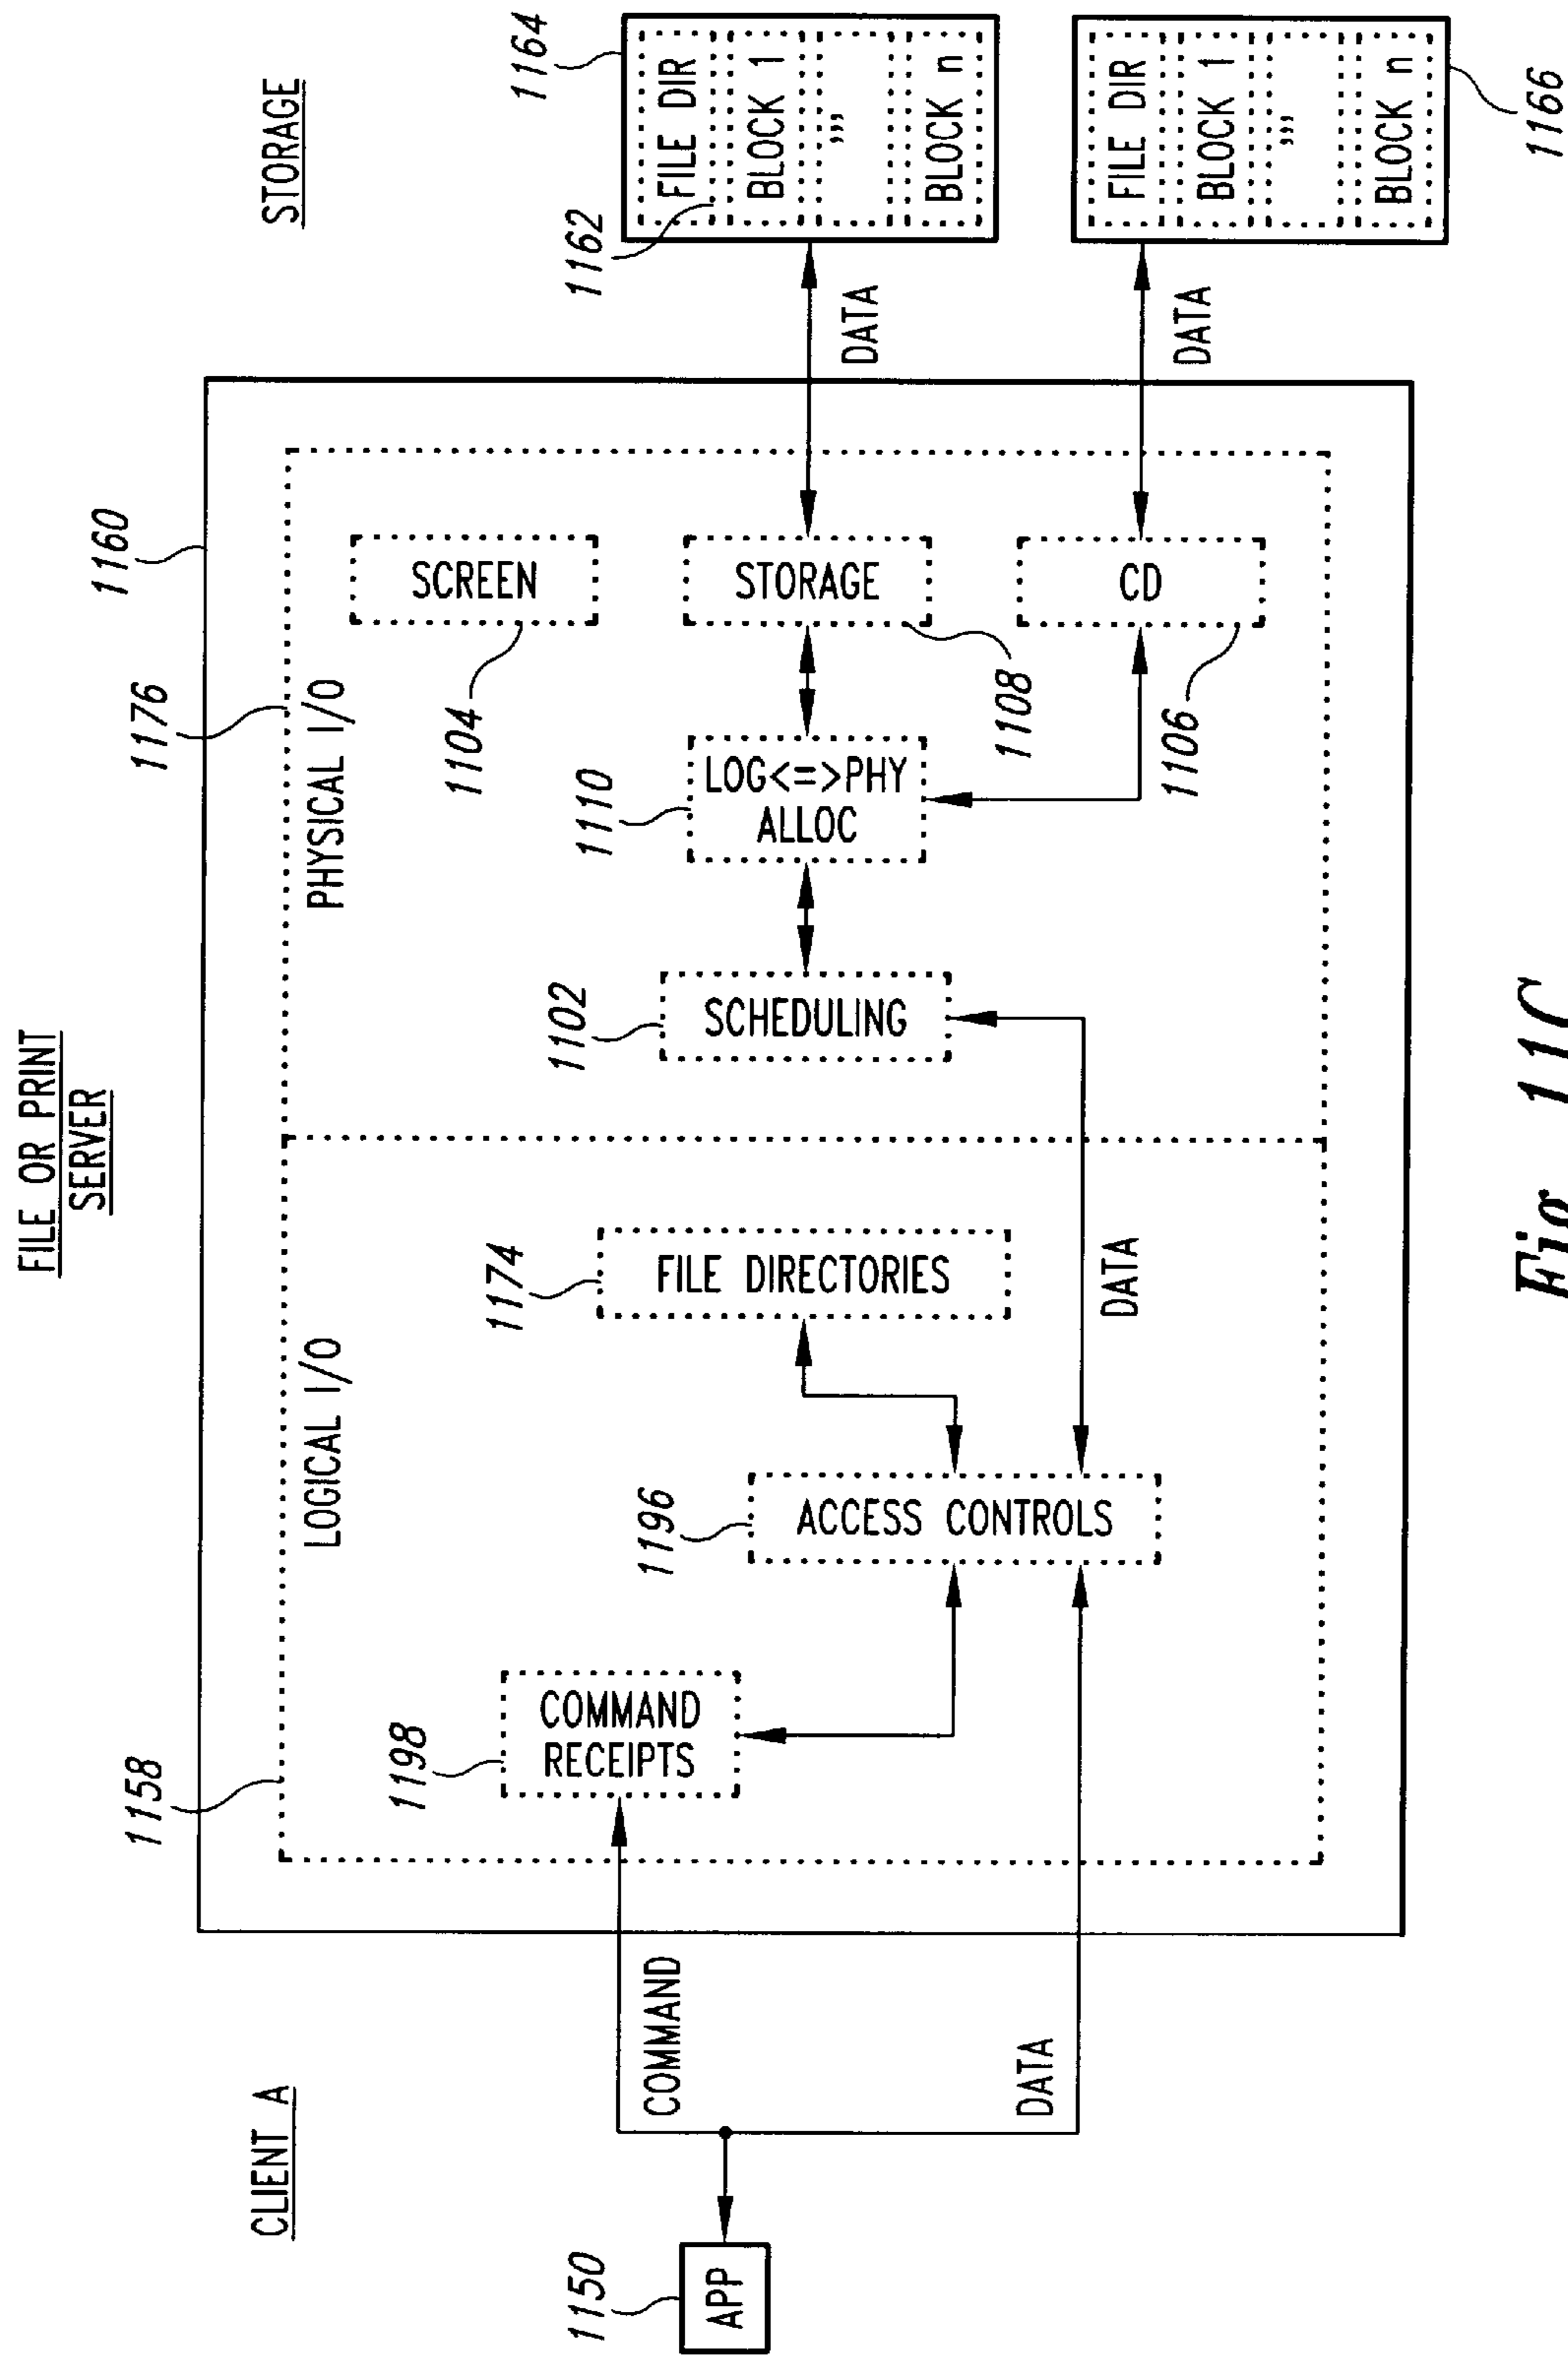 FILE OR PRINT
SERVER
CLIENT A
STORAGE
1158
1176
1160
LOGICAL I/O
PHYSICAL I/O
1150
APP
COMMAND
DATA
1198
COMMAND
RECEIPTS
1196
ACCESS CONTROLS
1174
FILE DIRECTORIES
DATA
1102
SCHEDULING
1110
LOG<=>PHY
ALLOC
1104
SCREEN
STORAGE
1108
CD
1106
DATA
DATA
1162
1164
FILE DIR
BLOCK 1
,,,
BLOCK n
FILE DIR
BLOCK 1
,,,
BLOCK n
1166
Fig. 11C